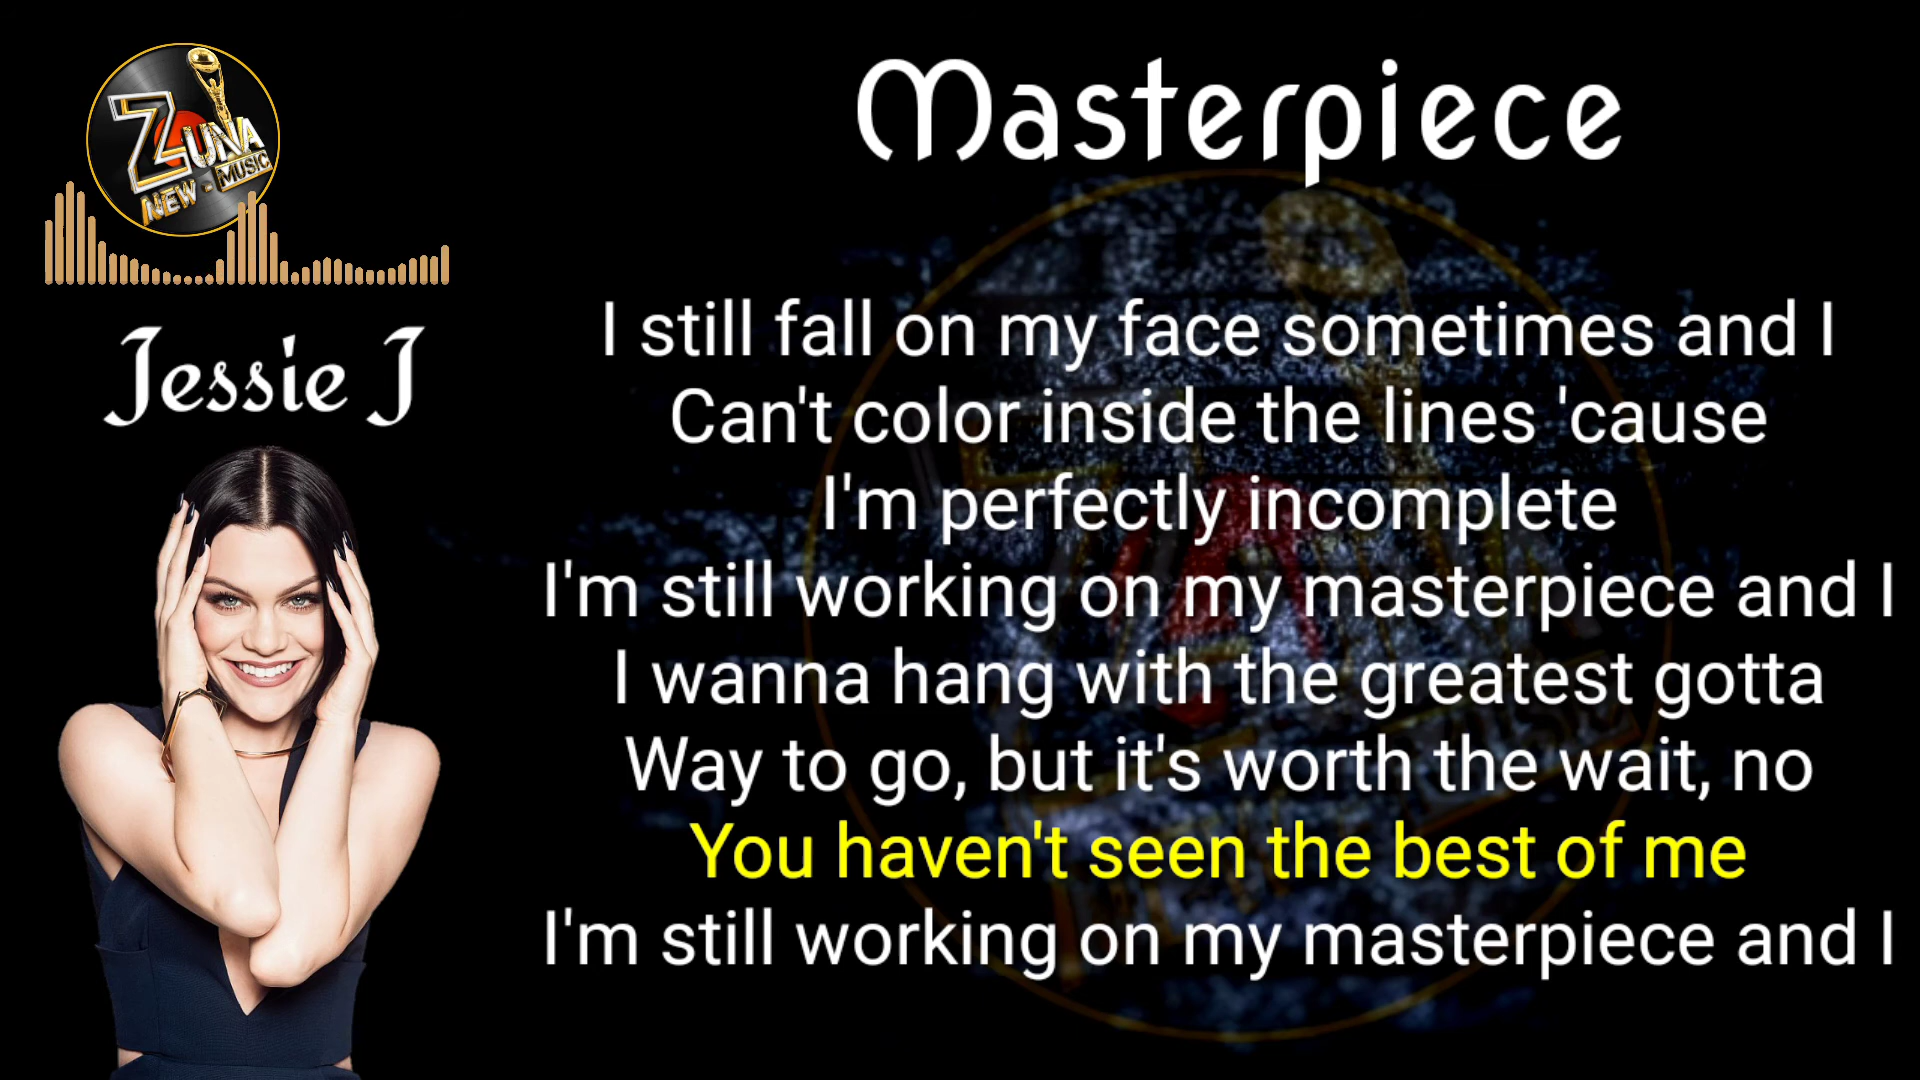 ZUNA
NEW - MUSIC
Masterpiece
Jessie J
I still fall on my face sometimes and I
Can't color inside the lines 'cause
I'm perfectly incomplete
I'm still working on my masterpiece and I
I wanna hang with the greatest gotta
Way to go, but it's worth the wait, no
You haven't seen the best of me
I'm still working on my masterpiece and I